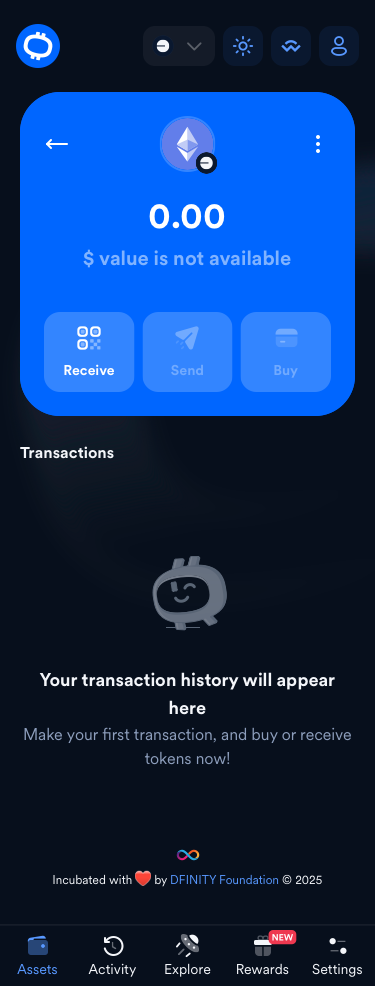 0.00
$ value is not available
Receive
Send
Buy
Transactions
Your transaction history will appear
here
Make your first transaction, and buy or receive
tokens now!
Incubated with ❤️ by DFINITY Foundation © 2025
NEW
Assets
Activity
Explore
Rewards
Settings